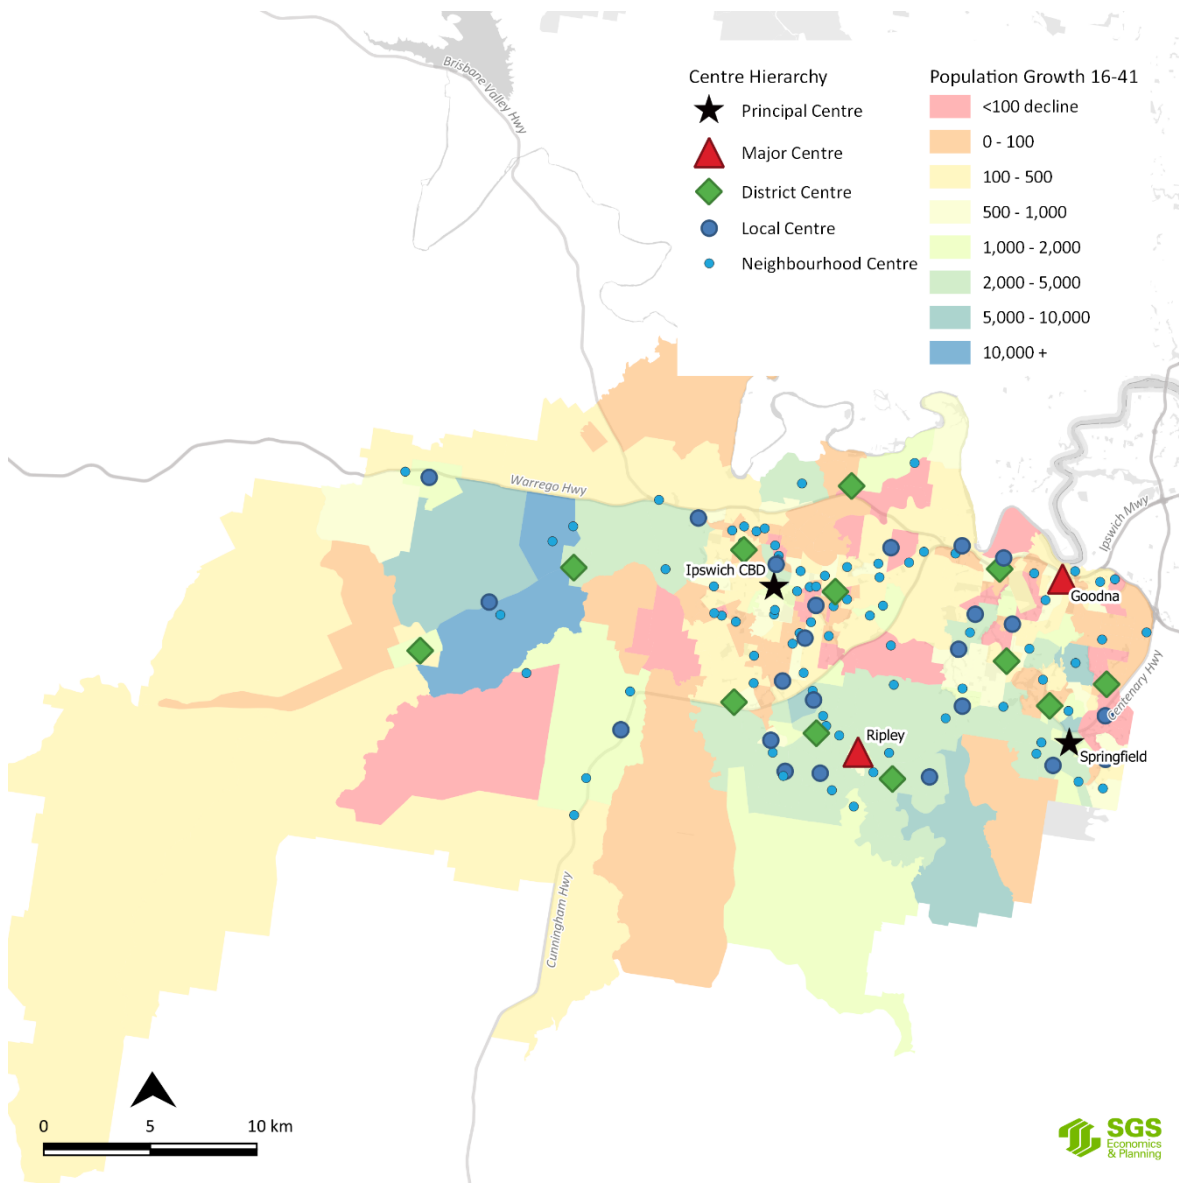 Brisbane Valley Hwy
Centre Hierarchy
Principal Centre
Major Centre
District Centre
Local Centre
Neighbourhood Centre
Population Growth 16-41
<100 decline
0 - 100
100 - 500
500 - 1,000
1,000 - 2,000
2,000 - 5,000
5,000 - 10,000
10,000 +
Warrego Hwy
Ipswich Mwy
Ipswich CBD
Goodna
Centenary Hwy
Ripley
Springfield
Cunningham Hwy
0 5 10 km
SGS
Economics
& Planning